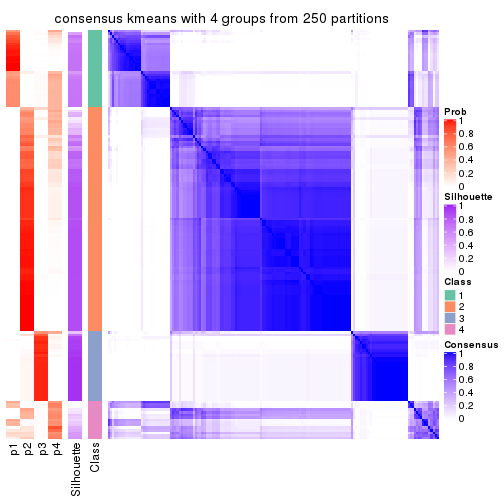 consensus kmeans with 4 groups from 250 partitions
Prob
1
0.8
0.6
0.4
0.2
0
Silhouette
1
0.8
0.6
0.4
0.2
0
Class
1
2
3
4
Consensus
1
0.8
0.6
0.4
0.2
0
p1
p2
p3
p4
Silhouette
Class